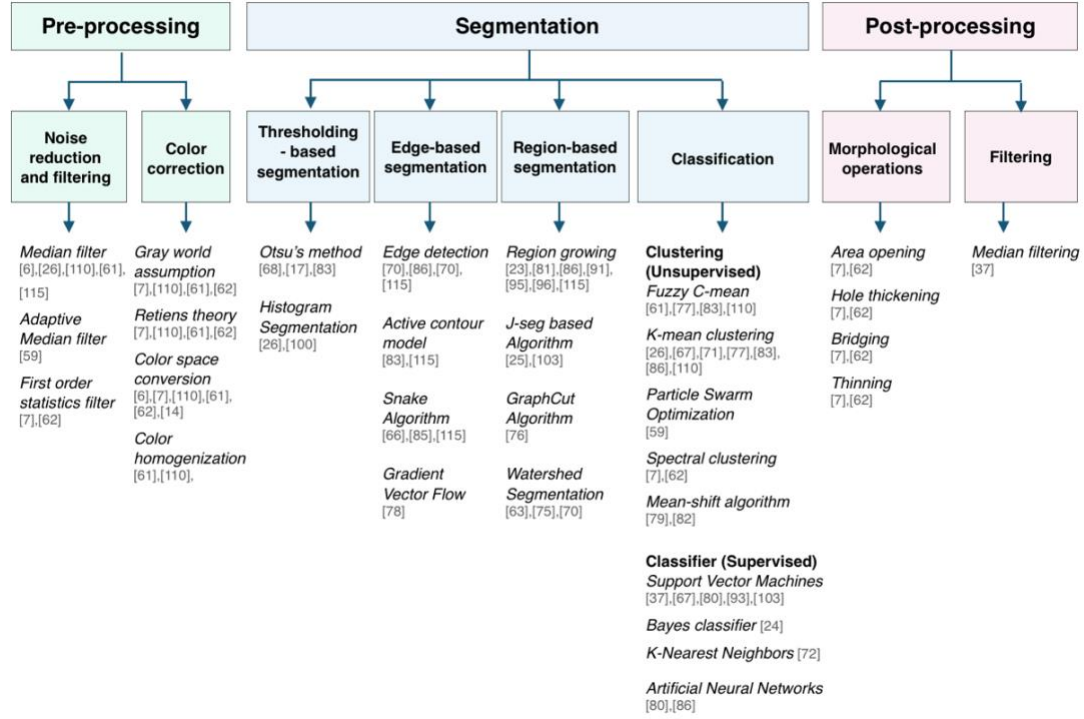 Pre-processing
Segmentation
Post-processing
Noise
reduction
and filtering
Color
correction
Thresholding
- based
segmentation
Edge-based
segmentation
Region-based
segmentation
Classification
Morphological
operations
Filtering
Median filter
[6],[26],[110],[61],
[115]
Adaptive
Median filter
[59]
First order
statistics filter
[7],[62]
Gray world
assumption
[7],[110],[61],[62]
Retiens theory
[7],[110],[61],[62]
Color space
conversion
[6],[7],[110],[61],
[62],[14]
Color
homogenization
[61],[110],
Otsu's method
[68],[17],[83]
Histogram
Segmentation
[26],[100]
Edge detection
[70],[86],[70],
[115]
Active contour
model
[83],[115]
Snake
Algorithm
[66],[85],[115]
Gradient
Vector Flow
[78]
Region growing
[23],[81],[86],[91],
[95],[96],[115]
J-seg based
Algorithm
[25],[103]
GraphCut
Algorithm
[76]
Watershed
Segmentation
[63],[75],[70]
Clustering
(Unsupervised)
Fuzzy C-mean
[61],[77],[83],[110]
K-mean clustering
[26],[67],[71],[77],[83],
[86],[110]
Particle Swarm
Optimization
[59]
Spectral clustering
[7],[62]
Mean-shift algorithm
[79],[82]
Classifier (Supervised)
Support Vector Machines
[37],[67],[80],[93],[103]
Bayes classifier [24]
K-Nearest Neighbors [72]
Artificial Neural Networks
[80],[86]
Area opening
[7],[62]
Hole thickening
[7],[62]
Bridging
[7],[62]
Thinning
[7],[62]
Median filtering
[37]